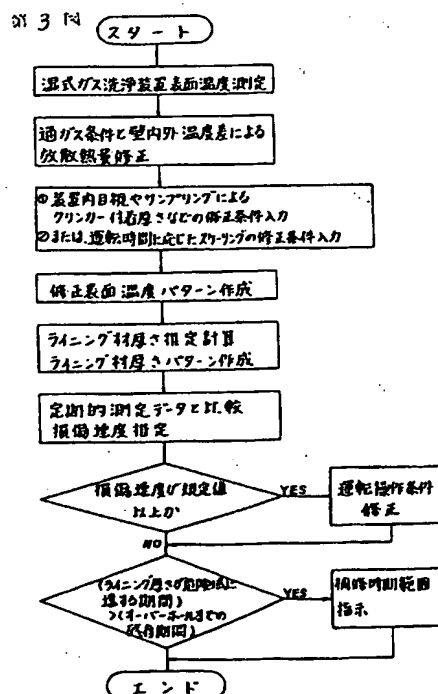 第3図
スタート
湿式ガス洗浄装置表面温度測定
通ガス条件と壁内外温度差による
放散熱量修正
①装置内目視やサンプリングによる
クリンカー付着厚さなどの修正条件入力
②または、運転時間に応じたスケーリングの修正条件入力
修正表面温度パターン作成
ライニング材厚さ推定計算
ライニング材厚さパターン作成
定期的測定データと比較
損傷速度推定
損傷速度が規定値
以上か
YES
運転操作条件
修正
NO
(ライニング厚さが危険域に
達する期間)
>(オーバーホールまでの
残存期間)
YES
補修時期範囲
指示
エンド